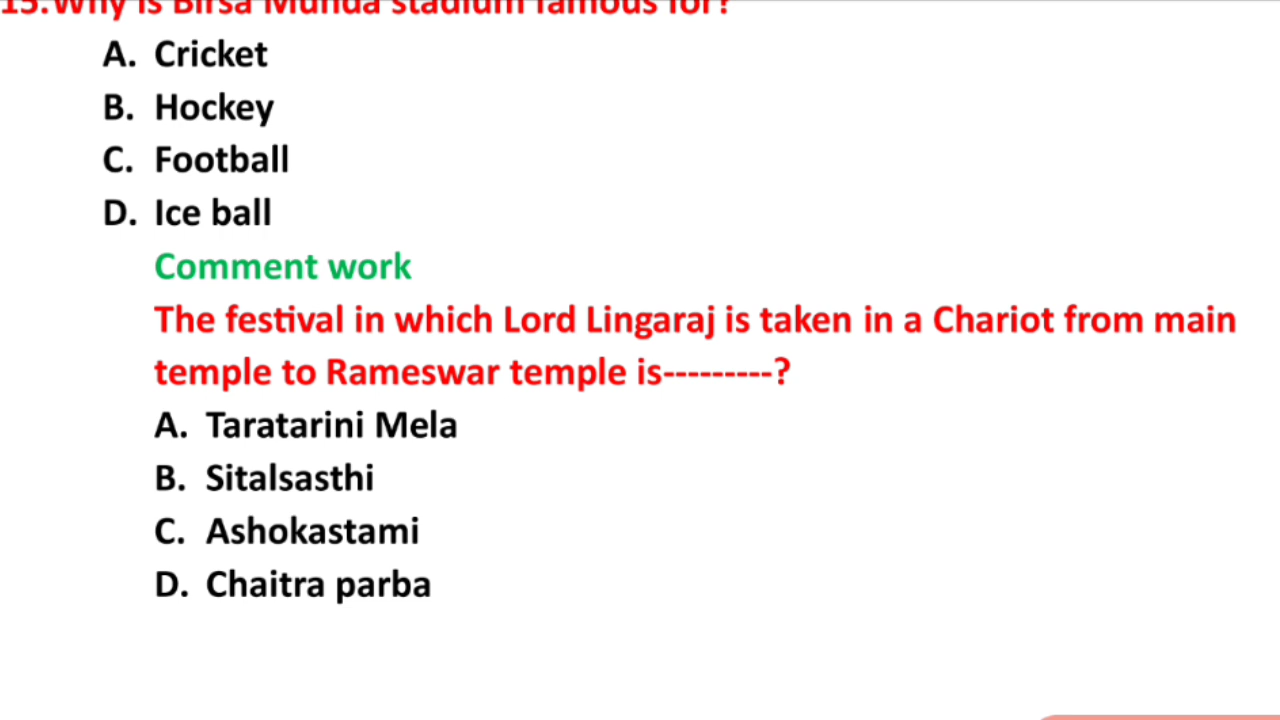 15.Why is Birsa Munda stadium famous for?
A. Cricket
B. Hockey
C. Football
D. Ice ball
Comment work
The festival in which Lord Lingaraj is taken in a Chariot from main
temple to Rameswar temple is---------?
A. Taratarini Mela
B. Sitalsasthi
C. Ashokastami
D. Chaitra parba